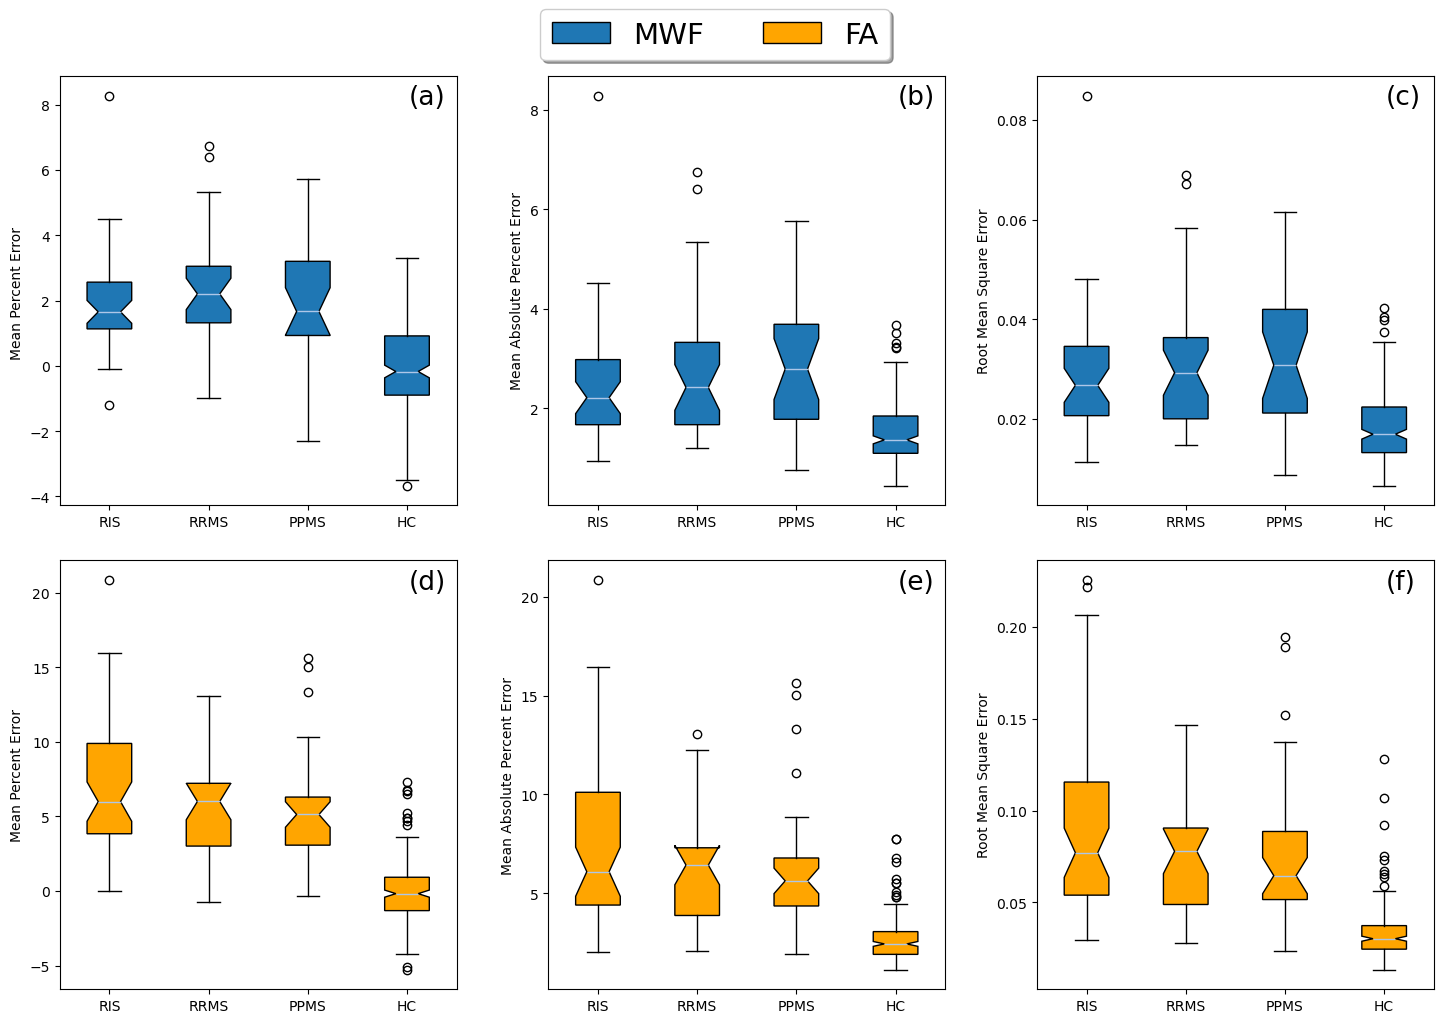 MWF FA
(a)
Mean Percent Error
8
6
4
2
0
−2
−4
RIS RRMS PPMS HC
(b)
Mean Absolute Percent Error
8
6
4
2
RIS RRMS PPMS HC
(c)
Root Mean Square Error
0.08
0.06
0.04
0.02
RIS RRMS PPMS HC
(d)
Mean Percent Error
20
15
10
5
0
−5
RIS RRMS PPMS HC
(e)
Mean Absolute Percent Error
20
15
10
5
RIS RRMS PPMS HC
(f)
Root Mean Square Error
0.20
0.15
0.10
0.05
RIS RRMS PPMS HC